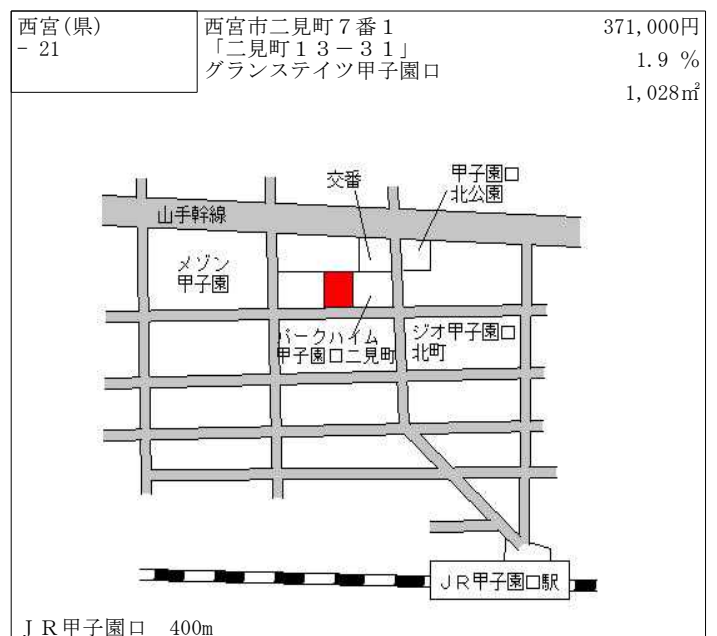 西宮(県)
- 21
西宮市二見町７番１
「二見町１３－３１」
グランステイツ甲子園口
371,000円
1.9 %
1,028㎡
交番
甲子園口
北公園
山手幹線
メゾン
甲子園
パークハイム
甲子園口二見町
ジオ甲子園口
北町
ＪＲ甲子園口駅
ＪＲ甲子園口　400m